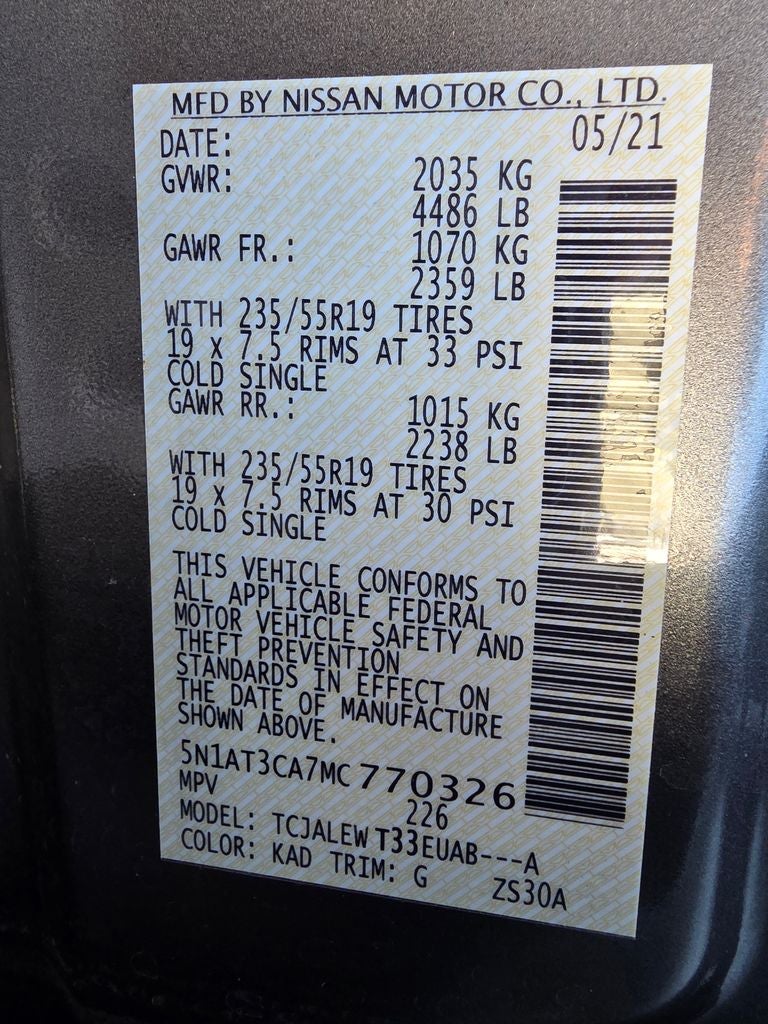 MFD BY NISSAN MOTOR CO., LTD.
DATE: 05/21
GVWR: 2035 KG
4486 LB
GAWR FR.: 1070 KG
2359 LB
WITH 235/55R19 TIRES
19 x 7.5 RIMS AT 33 PSI
COLD SINGLE
GAWR RR.: 1015 KG
2238 LB
WITH 235/55R19 TIRES
19 x 7.5 RIMS AT 30 PSI
COLD SINGLE
THIS VEHICLE CONFORMS TO
ALL APPLICABLE FEDERAL
MOTOR VEHICLE SAFETY AND
THEFT PREVENTION
STANDARDS IN EFFECT ON
THE DATE OF MANUFACTURE
SHOWN ABOVE.
5N1AT3CA7MC770326
MPV 226
MODEL: TCJALEW T33EUAB---A
COLOR: KAD TRIM: G ZS30A